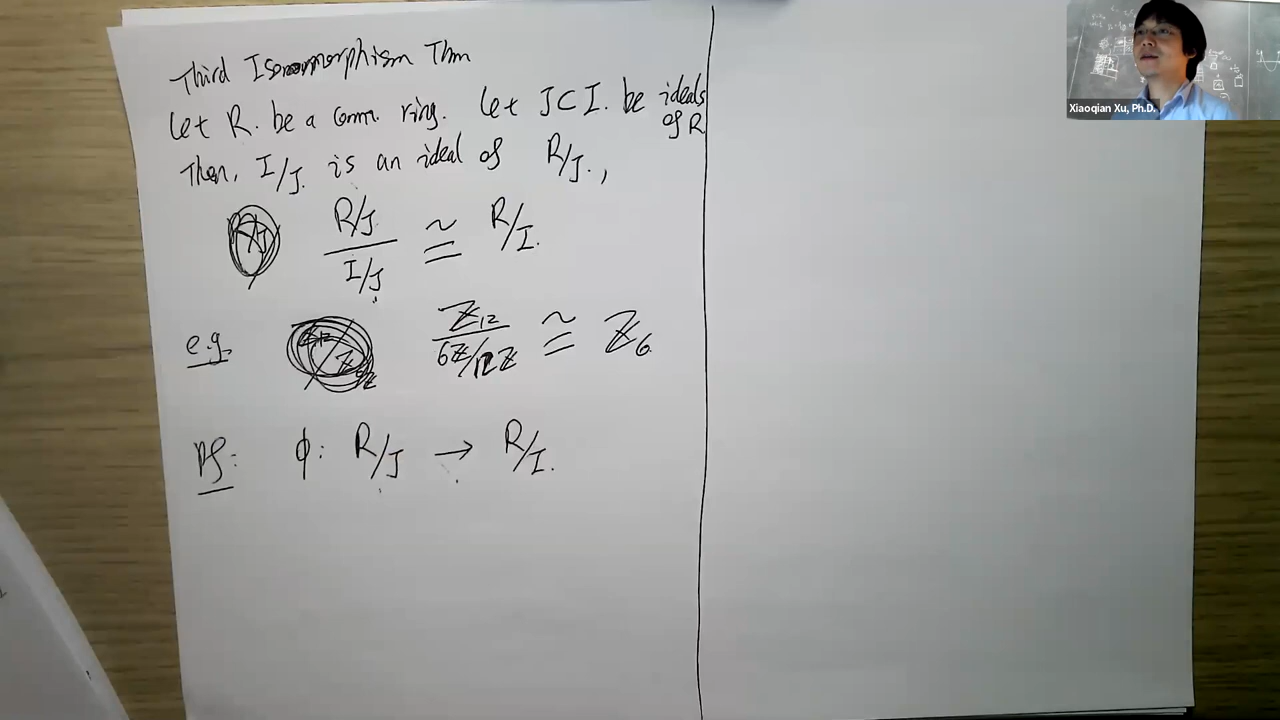 Third Isomorphism Thm
Let R. be a comm. ring. Let J ⊂ I. be ideals
of R
Then, I/J. is an ideal of R/J.,
R/J / I/J ≅ R/I.
e.g. Z12 / 6Z/12Z ≅ Z6.
Pf: φ: R/J → R/I.
Xiaoqian Xu, Ph.D.